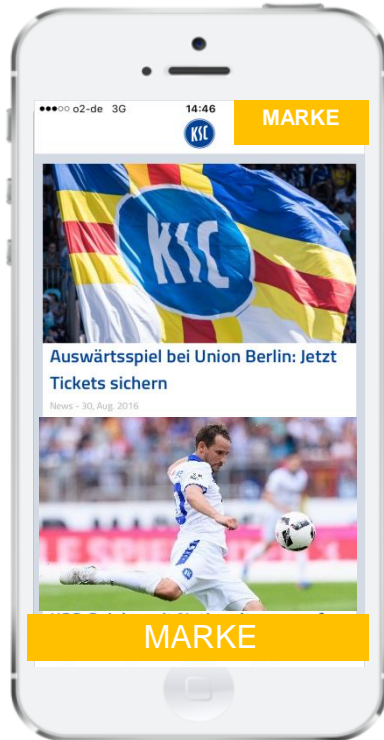 o2-de 3G 14:46
MARKE
KSC
KSC
Auswärtsspiel bei Union Berlin: Jetzt
Tickets sichern
News - 30, Aug. 2016
MARKE